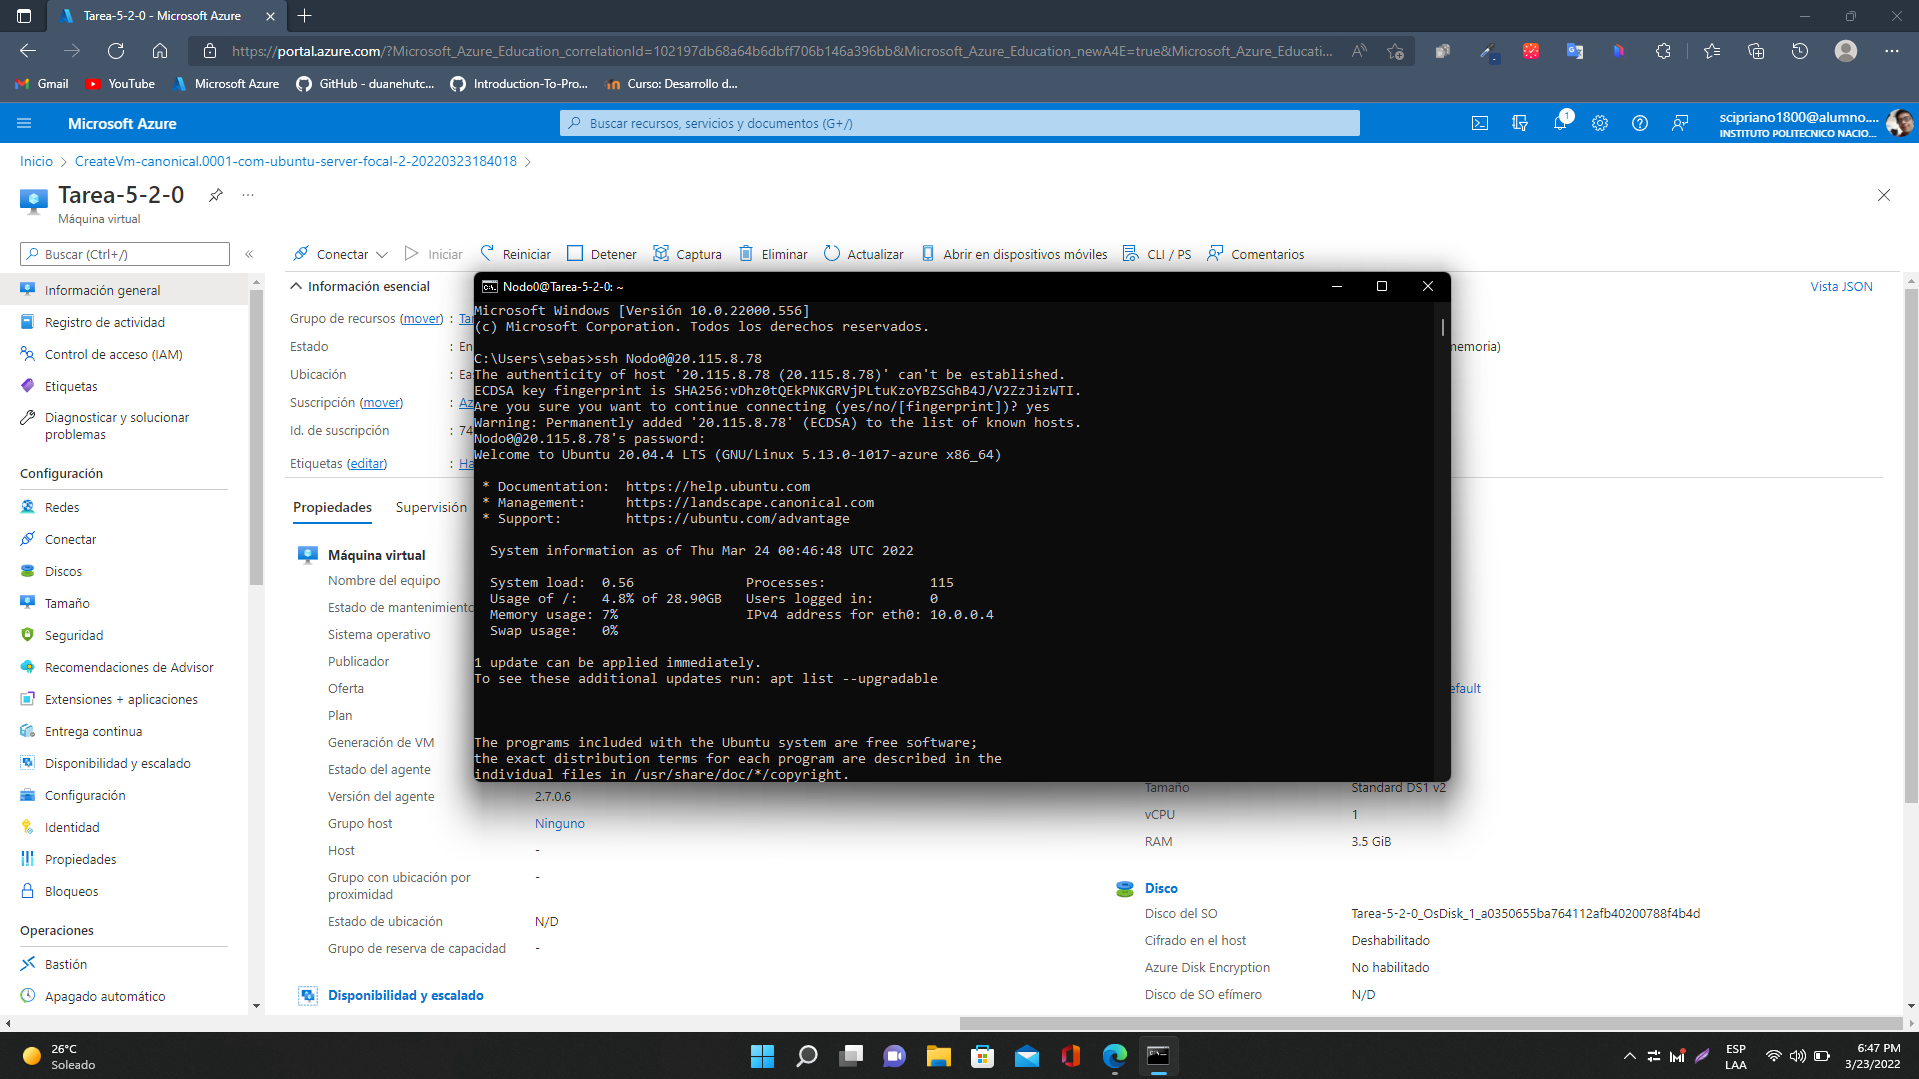 Tarea-5-2-0 - Microsoft Azure
https://portal.azure.com/?Microsoft_Azure_Education_correlationId=102197db68a64b6dbff706b146a396bb&Microsoft_Azure_Education_newA4E=true&Microsoft_Azure_Educati...
Gmail
YouTube
Microsoft Azure
GitHub - duanehutc...
Introduction-To-Pro...
Curso: Desarrollo d...
Microsoft Azure
Buscar recursos, servicios y documentos (G+/)
1
scipriano1800@alumno....
INSTITUTO POLITECNICO NACIO...
Inicio > CreateVm-canonical.0001-com-ubuntu-server-focal-2-20220323184018 >
Tarea-5-2-0
Máquina virtual
Buscar (Ctrl+/)
«
Conectar
Iniciar
Reiniciar
Detener
Captura
Eliminar
Actualizar
Abrir en dispositivos móviles
CLI / PS
Comentarios
Información general
Registro de actividad
Control de acceso (IAM)
Etiquetas
Diagnosticar y solucionar
problemas
Configuración
Redes
Conectar
Discos
Tamaño
Seguridad
Recomendaciones de Advisor
Extensiones + aplicaciones
Entrega continua
Disponibilidad y escalado
Configuración
Identidad
Propiedades
Bloqueos
Operaciones
Bastión
Apagado automático
Información esencial
Vista JSON
Grupo de recursos (mover) : Tar
Estado : En
Ubicación : Eas
Suscripción (mover) : Az
Id. de suscripción : 74
Etiquetas (editar) : Ha
memoria)
Propiedades
Supervisión
Máquina virtual
Nombre del equipo
Estado de mantenimiento
Sistema operativo
Publicador
Oferta
Plan
Generación de VM
Estado del agente
Versión del agente 2.7.0.6
Grupo host Ninguno
Host -
Grupo con ubicación por
proximidad -
Estado de ubicación N/D
Grupo de reserva de capacidad -
Disponibilidad y escalado
efault
Tamaño Standard DS1 v2
vCPU 1
RAM 3.5 GiB
Disco
Disco del SO Tarea-5-2-0_OsDisk_1_a0350655ba764112afb40200788f4b4d
Cifrado en el host Deshabilitado
Azure Disk Encryption No habilitado
Disco de SO efímero N/D
Nodo0@Tarea-5-2-0: ~
Microsoft Windows [Versión 10.0.22000.556]
(c) Microsoft Corporation. Todos los derechos reservados.
C:\Users\sebas>ssh Nodo0@20.115.8.78
The authenticity of host '20.115.8.78 (20.115.8.78)' can't be established.
ECDSA key fingerprint is SHA256:vDhz0tQEkPNKGRVjPLtuKzoYBZSGhB4J/V2ZzJizWTI.
Are you sure you want to continue connecting (yes/no/[fingerprint])? yes
Warning: Permanently added '20.115.8.78' (ECDSA) to the list of known hosts.
Nodo0@20.115.8.78's password:
Welcome to Ubuntu 20.04.4 LTS (GNU/Linux 5.13.0-1017-azure x86_64)
* Documentation: https://help.ubuntu.com
* Management: https://landscape.canonical.com
* Support: https://ubuntu.com/advantage
System information as of Thu Mar 24 00:46:48 UTC 2022
System load: 0.56 Processes: 115
Usage of /: 4.8% of 28.90GB Users logged in: 0
Memory usage: 7% IPv4 address for eth0: 10.0.0.4
Swap usage: 0%
1 update can be applied immediately.
To see these additional updates run: apt list --upgradable
The programs included with the Ubuntu system are free software;
the exact distribution terms for each program are described in the
individual files in /usr/share/doc/*/copyright.
26°C
Soleado
ESP
LAA
6:47 PM
3/23/2022